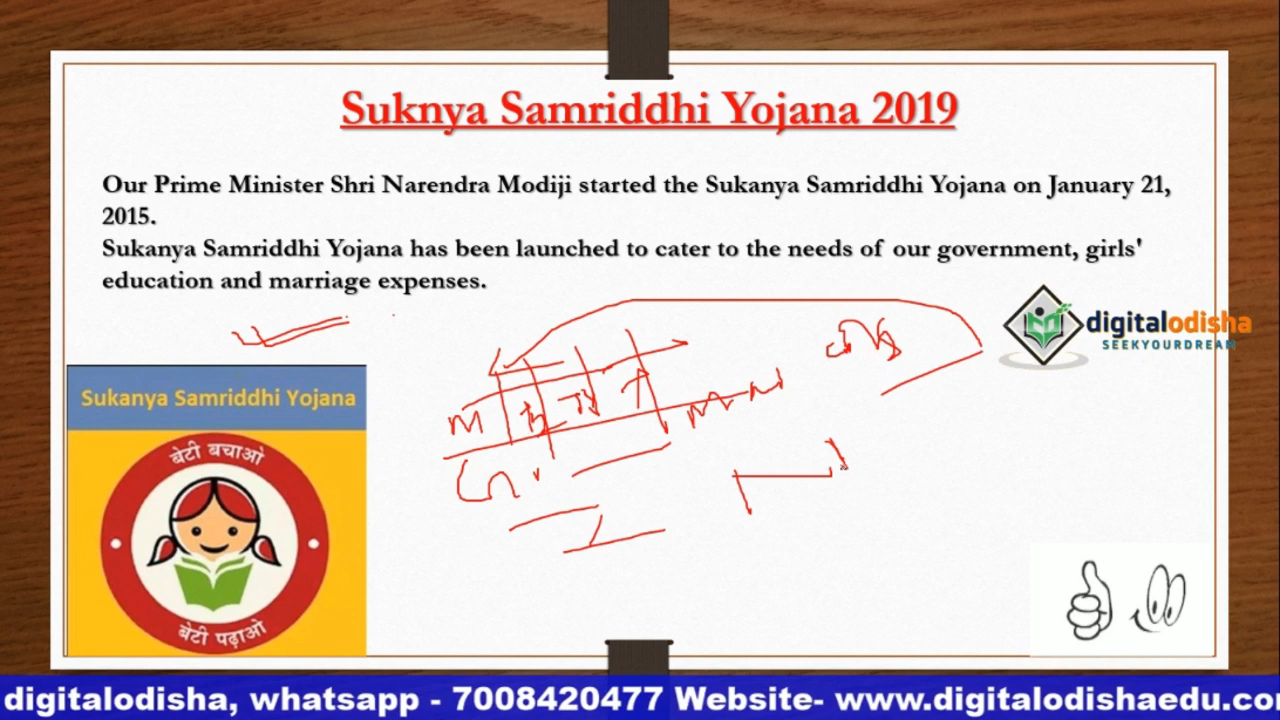 Suknya Samriddhi Yojana 2019
Our Prime Minister Shri Narendra Modiji started the Sukanya Samriddhi Yojana on January 21,
2015.
Sukanya Samriddhi Yojana has been launched to cater to the needs of our government, girls'
education and marriage expenses.
digitalodisha
SEEKYOURDREAM
Sukanya Samriddhi Yojana
बेटी बचाओ
बेटी पढ़ाओ
digitalodisha, whatsapp - 7008420477 Website- www.digitalodishaedu.co